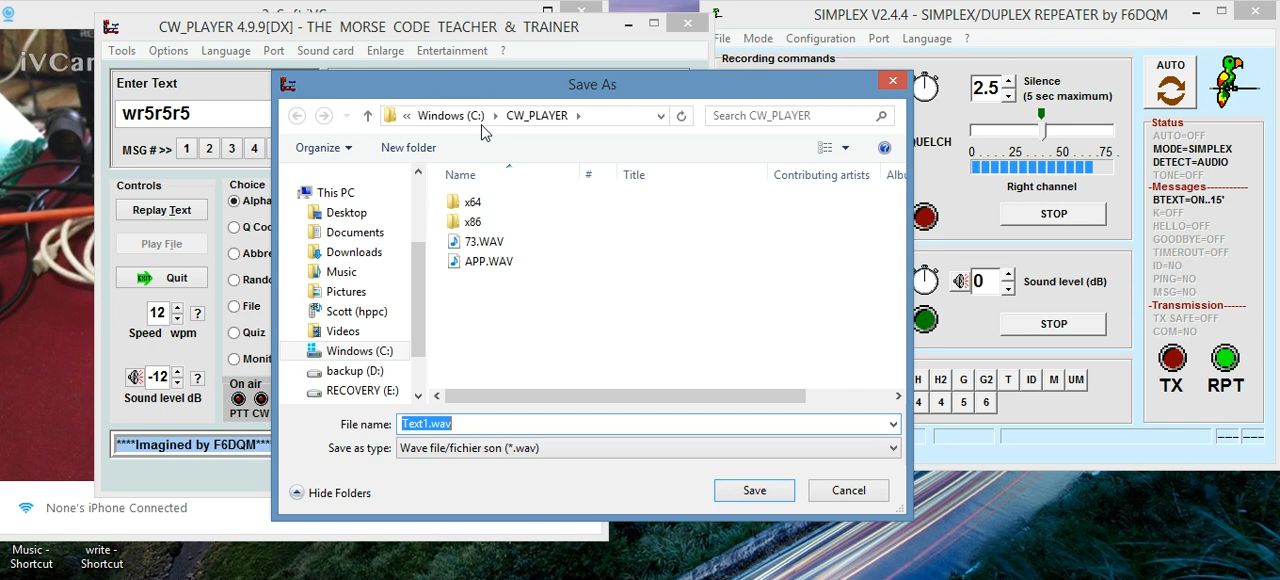 iVCam
CW_PLAYER 4.9.9[DX] - THE MORSE CODE TEACHER & TRAINER
Tools Options Language Port Sound card Enlarge Entertainment ?
Enter Text
wr5r5r5
MSG # >> 1 2 3 4
Controls
Replay Text
Play File
EXIT Quit
12 ?
Speed wpm
-12 ?
Sound level dB
Choice
Alpha
Q Co
Abbre
Rando
File
Quiz
Monit
On air
PTT CW
****Imagined by F6DQM****
None's iPhone Connected
Music -
Shortcut
write -
Shortcut
Save As
« Windows (C:) CW_PLAYER
Search CW_PLAYER
Organize New folder
?
This PC
Desktop
Documents
Downloads
Music
Pictures
Scott (hppc)
Videos
Windows (C:)
backup (D:)
RECOVERY (E:)
Name # Title Contributing artists Albu
x64
x86
73.WAV
APP.WAV
File name: Text1.wav
Save as type: Wave file/fichier son (*.wav)
Hide Folders
Save Cancel
SIMPLEX V2.4.4 - SIMPLEX/DUPLEX REPEATER by F6DQM
File Mode Configuration Port Language ?
Recording commands
2.5 Silence
(5 sec maximum)
QUELCH
0 . . . . 25 . . . . 50 . . . . .75 .
Right channel
STOP
0 Sound level (dB)
STOP
H H2 G G2 T ID M UM
4 4 5 6
AUTO
Status
AUTO=OFF
MODE=SIMPLEX
DETECT=AUDIO
TONE=OFF
-Messages-----------
BTEXT=ON..15'
K=OFF
HELLO=OFF
GOODBYE=OFF
TIMEROUT=OFF
ID=NO
PING=NO
MSG=NO
-Transmission------
TX SAFE=OFF
COM=NO
TX RPT